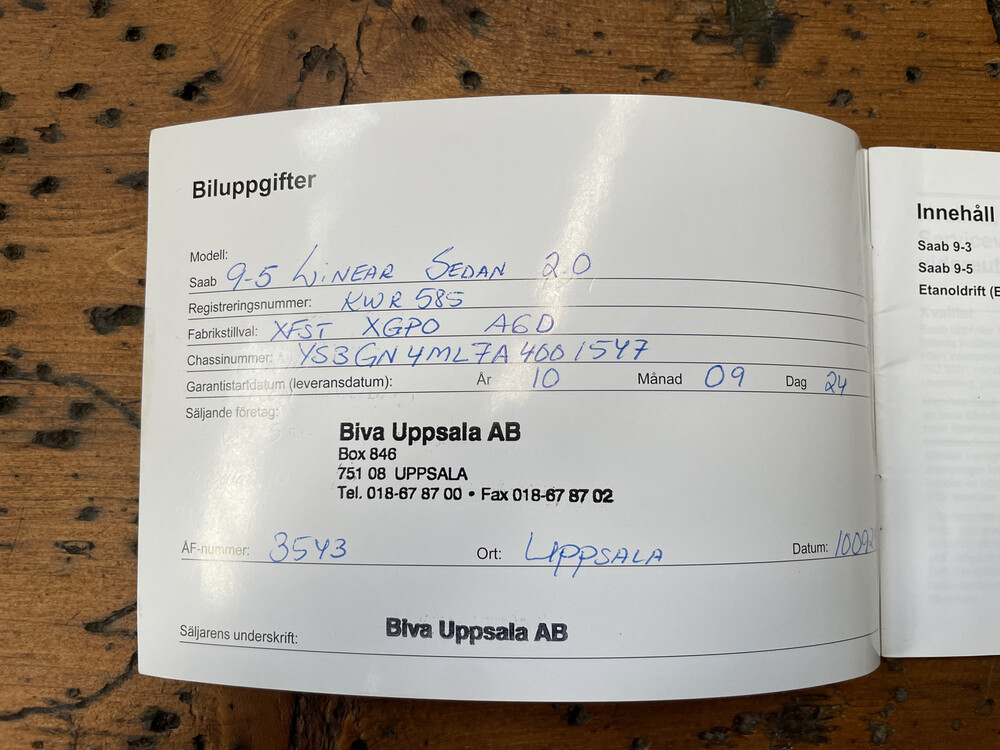 Biluppgifter
Modell:
Saab 9-5 LiNEAR SEDAN 2.0
Registreringsnummer: KWR 585
Fabrikstillval: XFST XGPO A6D
Chassinummer: YS3GN4ML7A4001547
Garantistartdatum (leveransdatum): År 10 Månad 09 Dag 24
Säljande företag:
Biva Uppsala AB
Box 846
751 08 UPPSALA
Tel. 018-67 87 00 • Fax 018-67 87 02
ÅF-nummer: 3543 Ort: UPPSALA Datum: 1009
Säljarens underskrift: Biva Uppsala AB
Innehåll
Saab 9-3
Saab 9-5
Etanoldrift (E